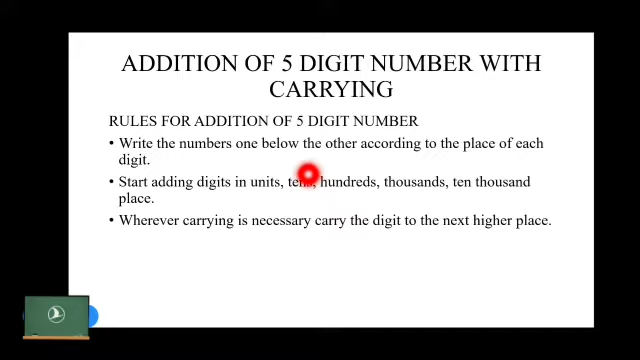 ADDITION OF 5 DIGIT NUMBER WITH
CARRYING
RULES FOR ADDITION OF 5 DIGIT NUMBER
• Write the numbers one below the other according to the place of each
digit.
• Start adding digits in units, tens, hundreds, thousands, ten thousand
place.
• Wherever carrying is necessary carry the digit to the next higher place.